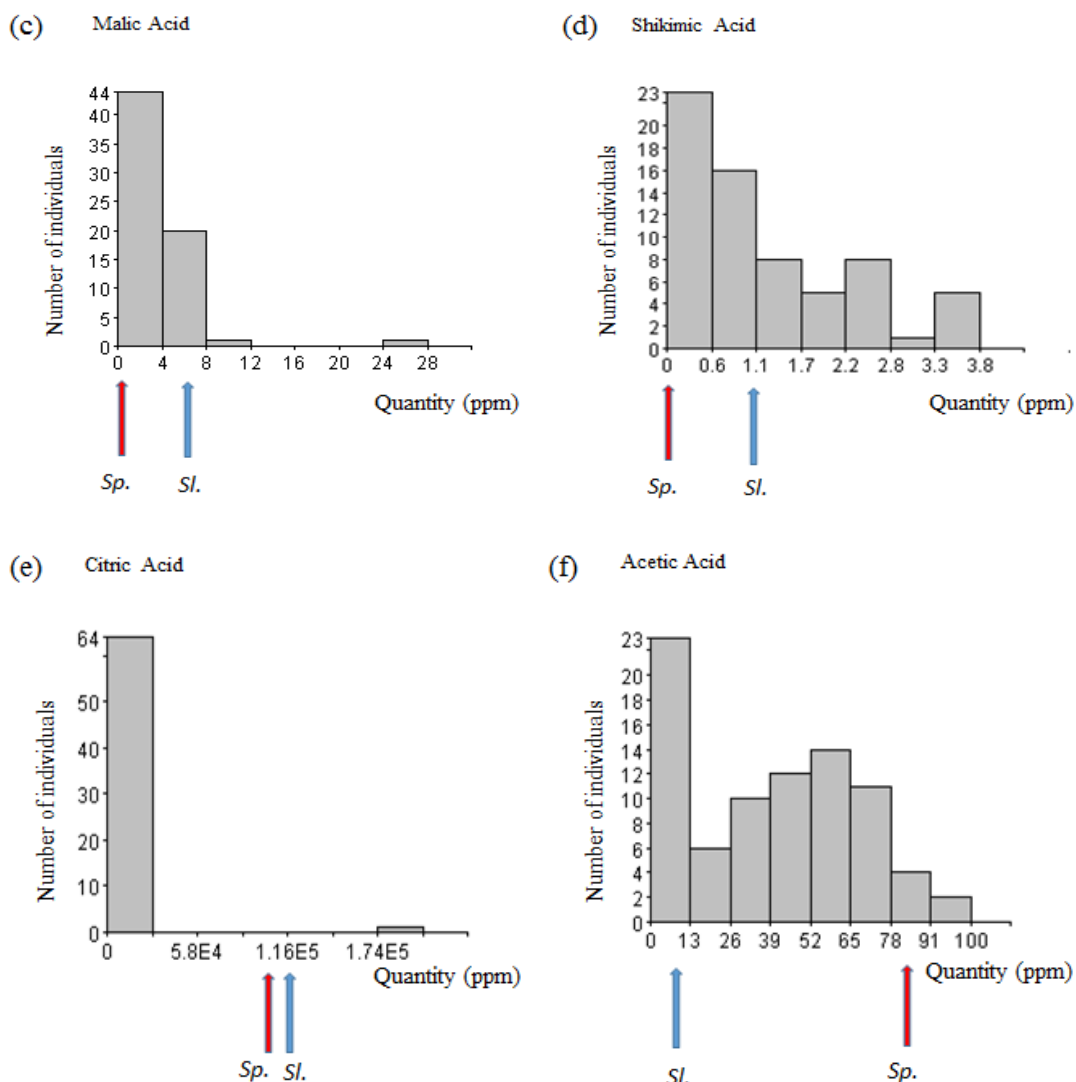 (c) Malic Acid
Number of individuals
44
40
35
30
25
20
15
10
5
0
0 4 8 12 16 20 24 28
Quantity (ppm)
Sp. Sl.
(d) Shikimic Acid
Number of individuals
23
20
18
16
14
12
10
8
6
4
2
0
0 0.6 1.1 1.7 2.2 2.8 3.3 3.8
Quantity (ppm)
Sp. Sl.
(e) Citric Acid
Number of individuals
64
50
40
30
20
10
0
0 5.8E4 1.16E5 1.74E5
Quantity (ppm)
Sp. Sl.
(f) Acetic Acid
Number of individuals
23
20
18
16
14
12
10
8
6
4
2
0
0 13 26 39 52 65 78 91 100
Quantity (ppm)
Sl. Sp.